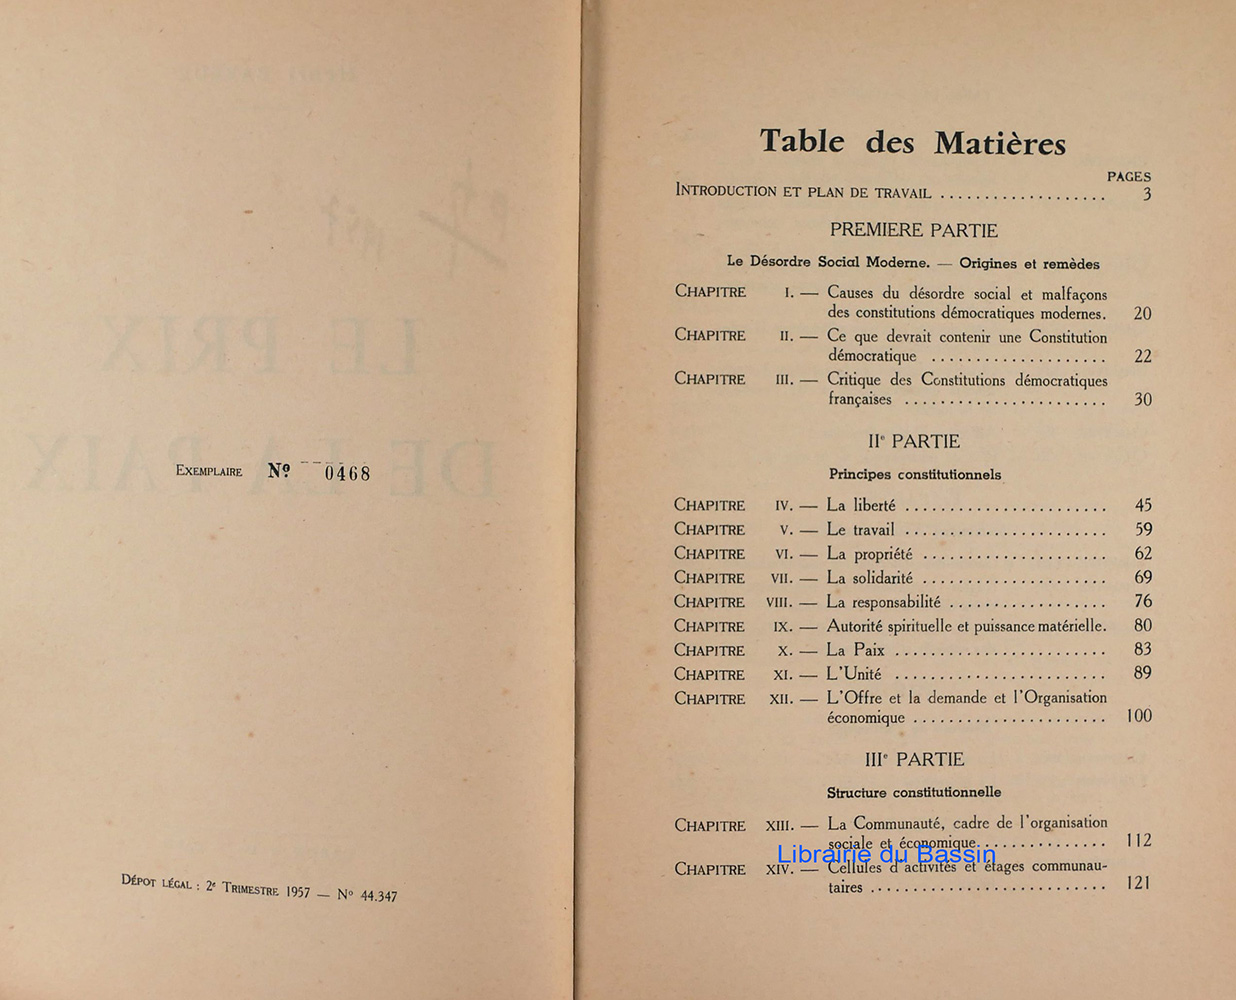 LE PRIX
DE LA PAIX
EXEMPLAIRE Nº 0468
DÉPOT LÉGAL : 2e TRIMESTRE 1957 — N° 44.347
Table des Matières
PAGES
INTRODUCTION ET PLAN DE TRAVAIL ................... 3
PREMIERE PARTIE
Le Désordre Social Moderne. — Origines et remèdes
CHAPITRE I. — Causes du désordre social et malfaçons
des constitutions démocratiques modernes. 20
CHAPITRE II. — Ce que devrait contenir une Constitution
démocratique .................... 22
CHAPITRE III. — Critique des Constitutions démocratiques
françaises ....................... 30
IIe PARTIE
Principes constitutionnels
CHAPITRE IV. — La liberté ....................... 45
CHAPITRE V. — Le travail ....................... 59
CHAPITRE VI. — La propriété ..................... 62
CHAPITRE VII. — La solidarité ..................... 69
CHAPITRE VIII. — La responsabilité .................. 76
CHAPITRE IX. — Autorité spirituelle et puissance matérielle. 80
CHAPITRE X. — La Paix ........................ 83
CHAPITRE XI. — L'Unité ........................ 89
CHAPITRE XII. — L'Offre et la demande et l'Organisation
économique ...................... 100
IIIe PARTIE
Structure constitutionnelle
CHAPITRE XIII. — La Communauté, cadre de l'organisation
sociale et économique............... 112
Librairie du Bassin
CHAPITRE XIV. — Cellules d'activités et étages communau-
taires ........................... 121